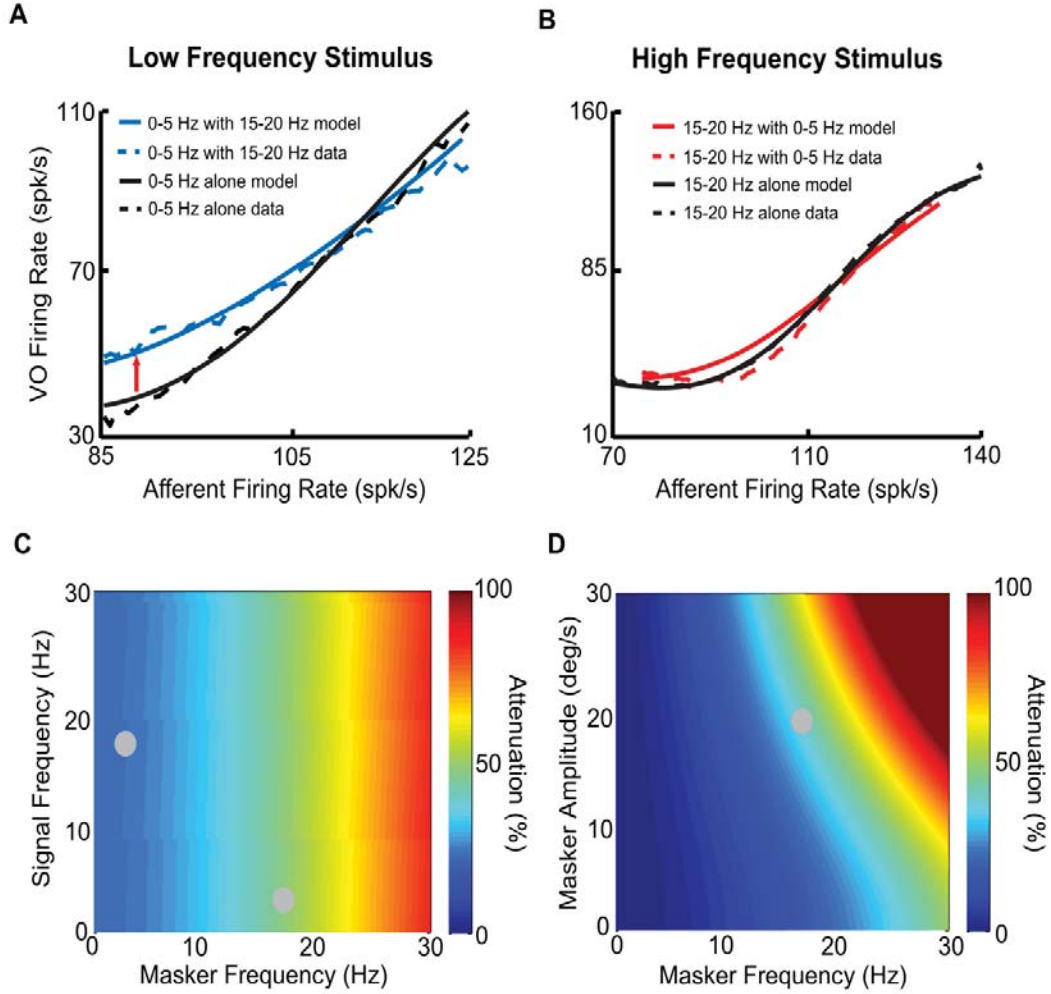 A
Low Frequency Stimulus
110
0-5 Hz with 15-20 Hz model
0-5 Hz with 15-20 Hz data
0-5 Hz alone model
0-5 Hz alone data
VO Firing Rate (spk/s)
70
30
85
105
125
Afferent Firing Rate (spk/s)
B
High Frequency Stimulus
160
15-20 Hz with 0-5 Hz model
15-20 Hz with 0-5 Hz data
15-20 Hz alone model
15-20 Hz alone data
85
10
70
110
140
Afferent Firing Rate (spk/s)
C
30
20
10
0
Signal Frequency (Hz)
0
10
20
30
Masker Frequency (Hz)
100
50
0
Attenuation (%)
D
30
20
10
0
Masker Amplitude (deg/s)
0
10
20
30
Masker Frequency (Hz)
100
50
0
Attenuation (%)